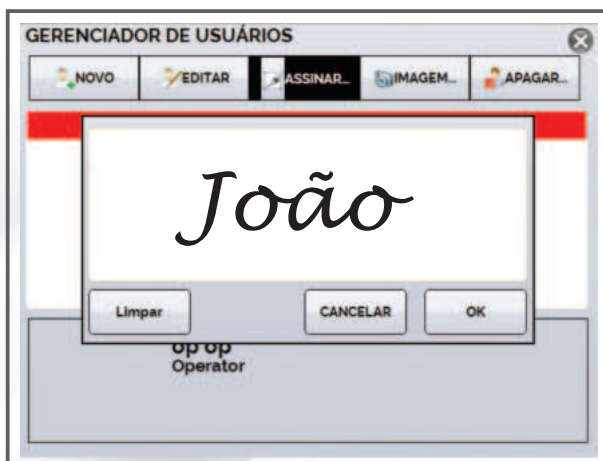 GERENCIADOR DE USUÁRIOS
NOVO EDITAR ASSINAR... IMAGEM... APAGAR...
João
Limpar CANCELAR OK
op op
Operator